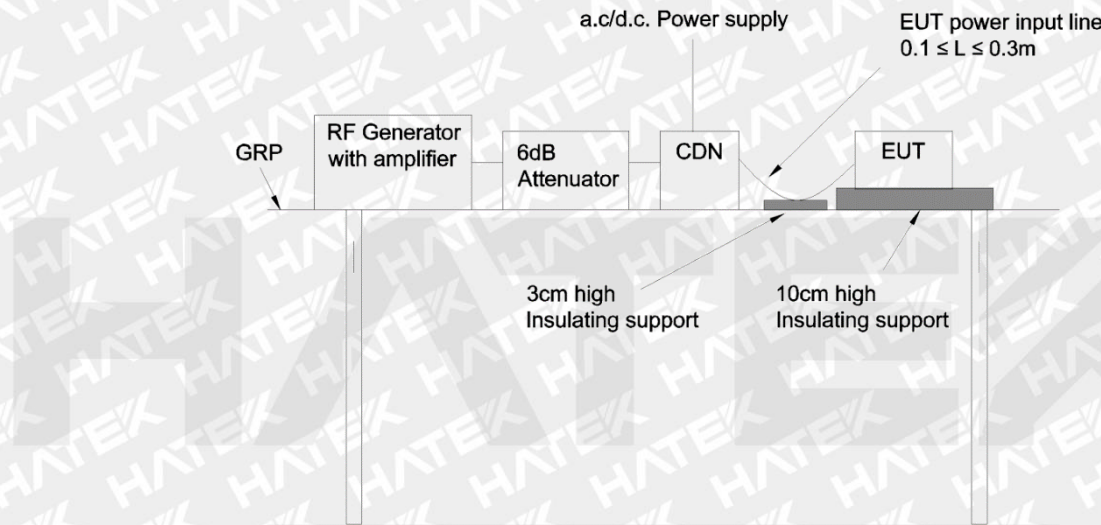 a.c/d.c. Power supply
EUT power input line
0.1 ≤ L ≤ 0.3m
GRP
RF Generator
with amplifier
6dB
Attenuator
CDN
EUT
3cm high
Insulating support
10cm high
Insulating support
HATEK